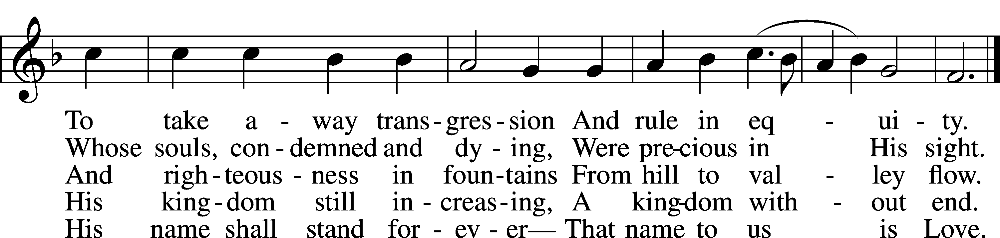 To take a - way trans - gres - sion And rule in eq - ui - ty.
Whose souls, con - demned and dy - ing, Were pre - cious in His sight.
And righ - teous - ness in foun - tains From hill to val - ley flow.
His king - dom still in - creas - ing, A king - dom with - out end.
His name shall stand for - ev - er— That name to us is Love.